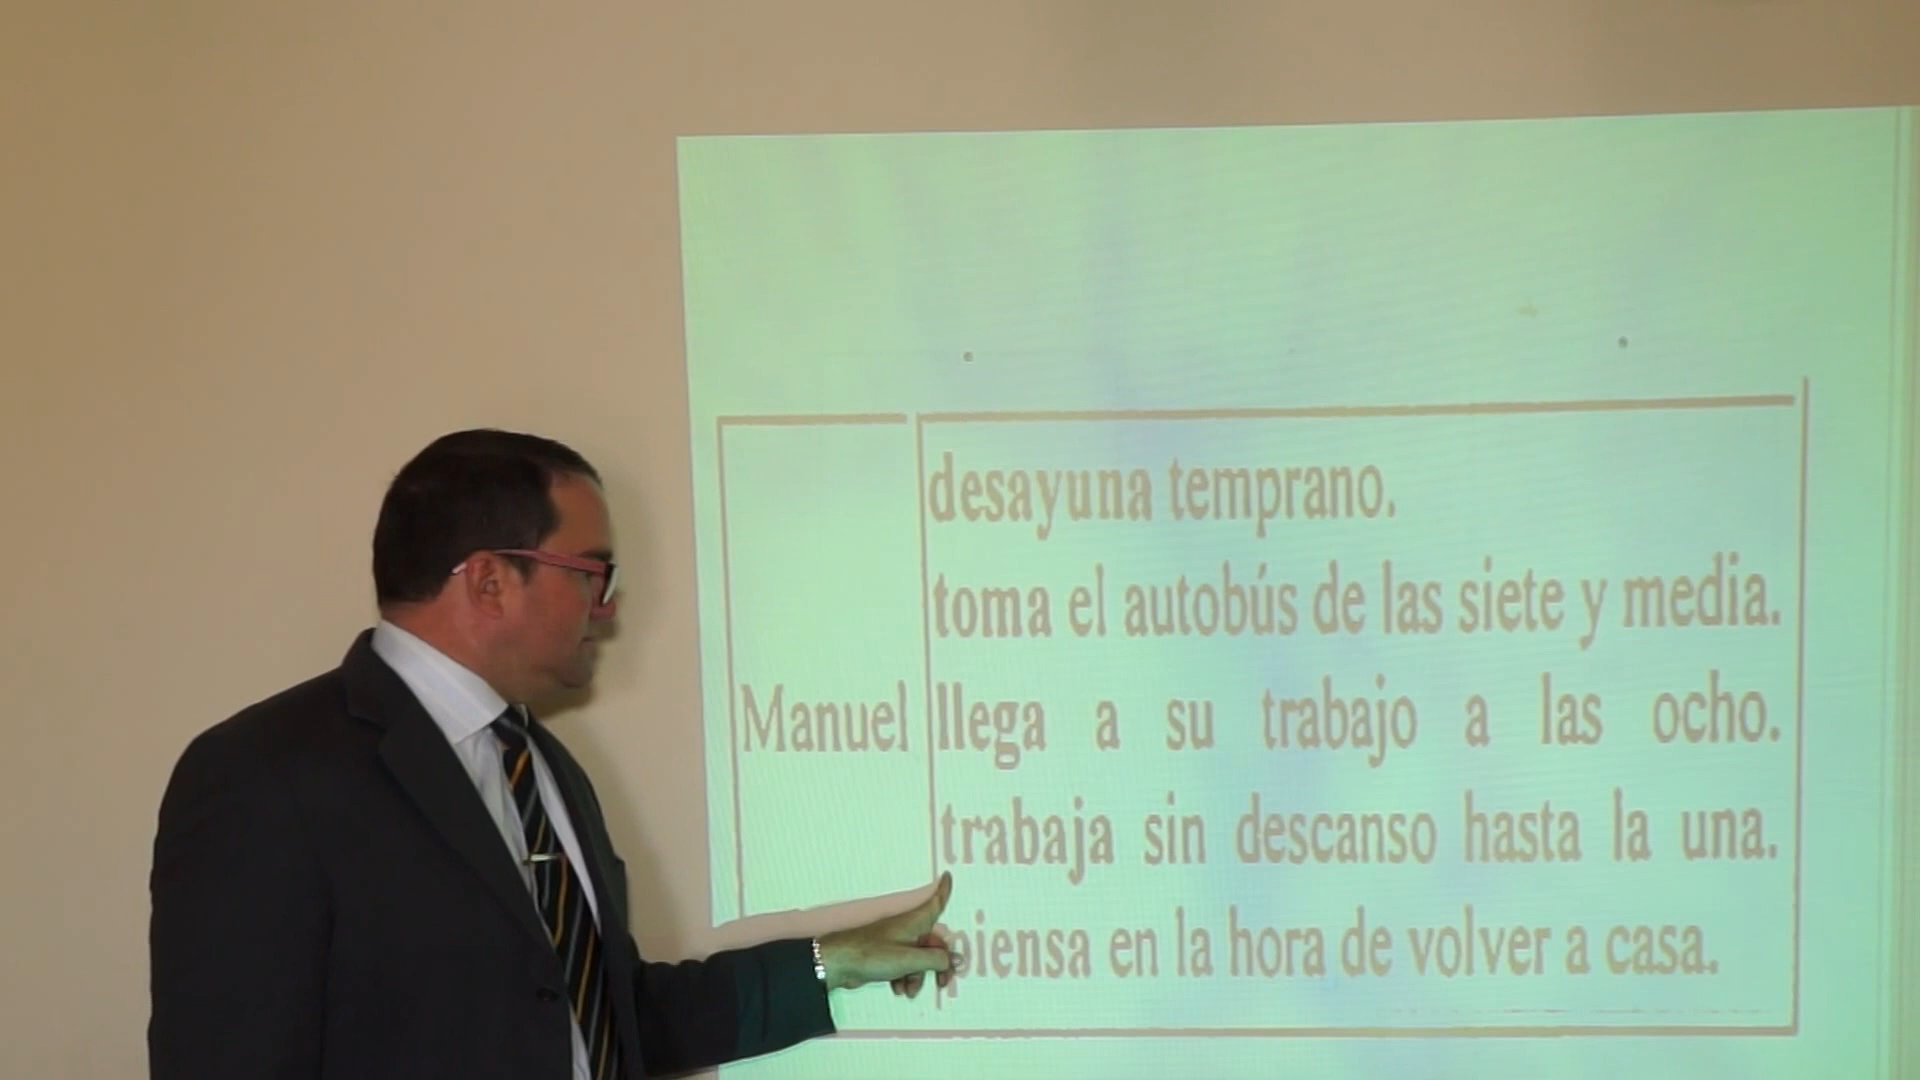 desayuna temprano.
toma el autobús de las siete y media.
Manuel
llega a su trabajo a las ocho.
trabaja sin descanso hasta la una.
piensa en la hora de volver a casa.